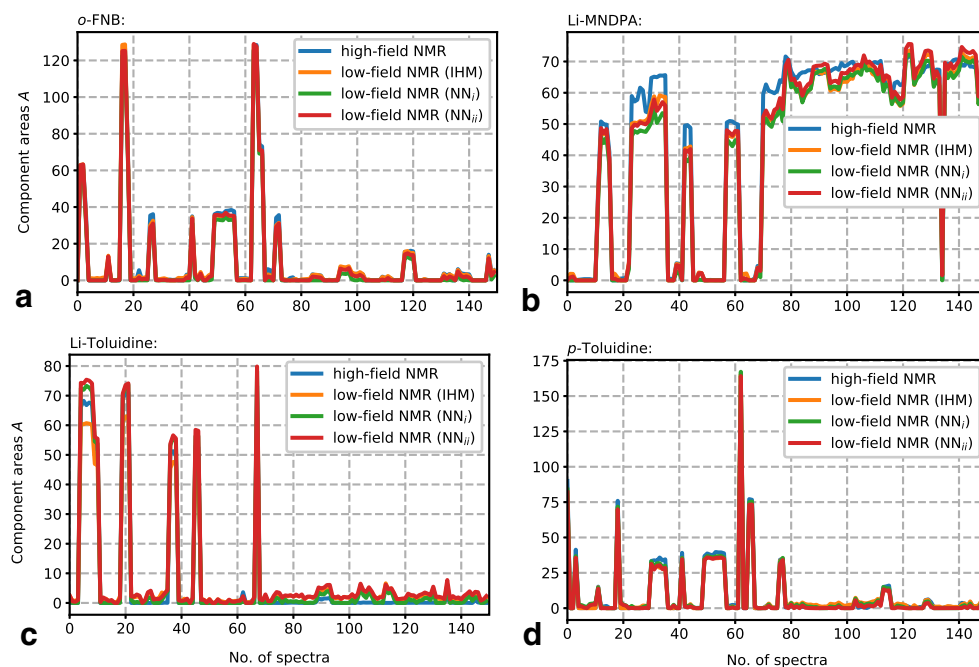 o-FNB:
120
100
80
60
40
20
0
Component areas A
high-field NMR
low-field NMR (IHM)
low-field NMR (NNi)
low-field NMR (NNii)
0 20 40 60 80 100 120 140
a
Li-MNDPA:
70
60
50
40
30
20
10
0
high-field NMR
low-field NMR (IHM)
low-field NMR (NNi)
low-field NMR (NNii)
0 20 40 60 80 100 120 140
b
Li-Toluidine:
80
70
60
50
40
30
20
10
0
Component areas A
high-field NMR
low-field NMR (IHM)
low-field NMR (NNi)
low-field NMR (NNii)
0 20 40 60 80 100 120 140
No. of spectra
c
p-Toluidine:
175
150
125
100
75
50
25
0
high-field NMR
low-field NMR (IHM)
low-field NMR (NNi)
low-field NMR (NNii)
0 20 40 60 80 100 120 140
No. of spectra
d